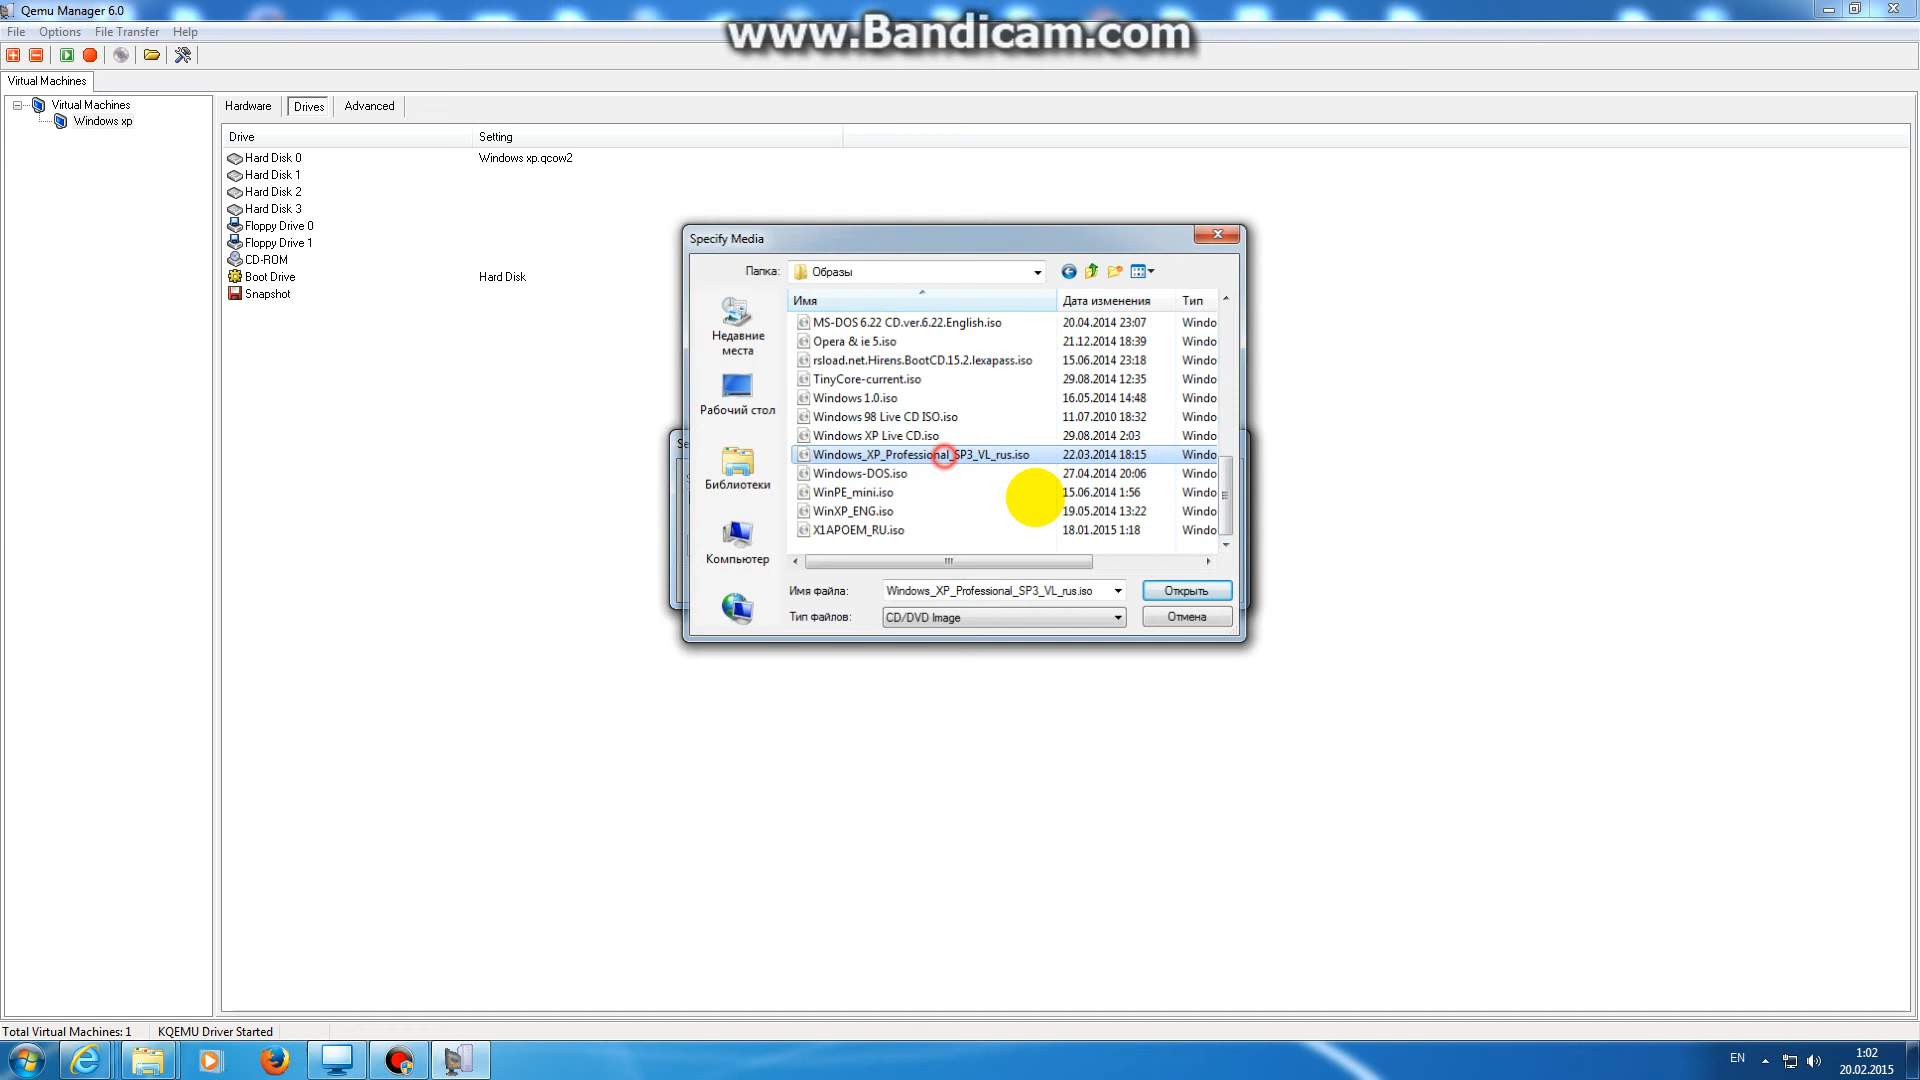 Qemu Manager 6.0
www.Bandicam.com
File Options File Transfer Help
Virtual Machines
Virtual Machines
Windows xp
Hardware Drives Advanced
Drive Setting
Hard Disk 0 Windows xp.qcow2
Hard Disk 1
Hard Disk 2
Hard Disk 3
Floppy Drive 0
Floppy Drive 1
CD-ROM
Boot Drive Hard Disk
Snapshot
Specify Media
Папка: Образы
Имя Дата изменения Тип
MS-DOS 6.22 CD.ver.6.22.English.iso 20.04.2014 23:07 Windo
Opera & ie 5.iso 21.12.2014 18:39 Windo
rsload.net.Hirens.BootCD.15.2.lexapass.iso 15.06.2014 23:18 Windo
TinyCore-current.iso 29.08.2014 12:35 Windo
Windows 1.0.iso 16.05.2014 14:48 Windo
Windows 98 Live CD ISO.iso 11.07.2010 18:32 Windo
Windows XP Live CD.iso 29.08.2014 2:03 Windo
Windows_XP_Professional_SP3_VL_rus.iso 22.03.2014 18:15 Windo
Windows-DOS.iso 27.04.2014 20:06 Windo
WinPE_mini.iso 15.06.2014 1:56 Windo
WinXP_ENG.iso 19.05.2014 13:22 Windo
X1APOEM_RU.iso 18.01.2015 1:18 Windo
Недавние
места
Рабочий стол
Библиотеки
Компьютер
Имя файла: Windows_XP_Professional_SP3_VL_rus.iso Открыть
Тип файлов: CD/DVD Image Отмена
Total Virtual Machines: 1 KQEMU Driver Started
EN
1:02
20.02.2015